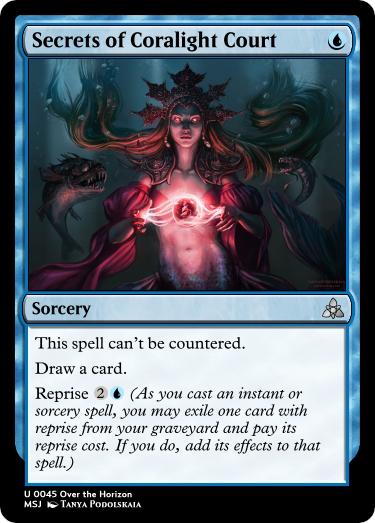 Secrets of Coralight Court
Sorcery
This spell can't be countered.
Draw a card.
Reprise 2 (As you cast an instant or
sorcery spell, you may exile one card with
reprise from your graveyard and pay its
reprise cost. If you do, add its effects to that
spell.)
U 0045 Over the Horizon
MSJ Tanya Podolskaia